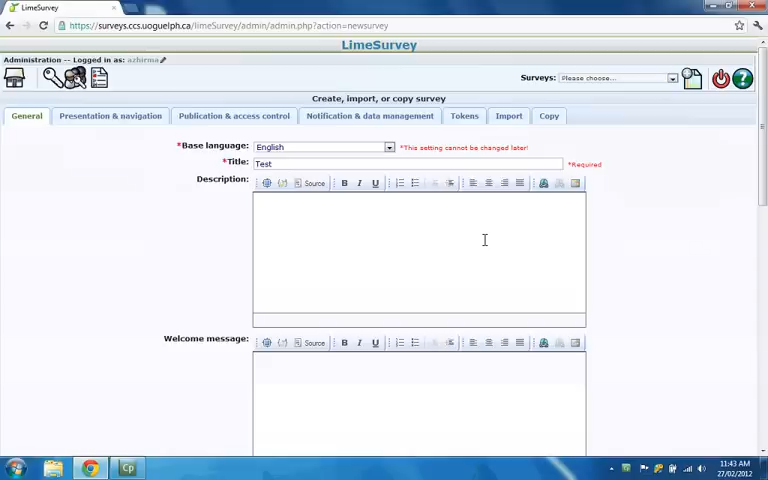 LimeSurvey
https://surveys.ccs.uoguelph.ca/limeSurvey/admin/admin.php?action=newsurvey
LimeSurvey
Administration -- Logged in as: azhirma
Surveys: Please choose...
Create, import, or copy survey
General Presentation & navigation Publication & access control Notification & data management Tokens Import Copy
*Base language: English *This setting cannot be changed later!
*Title: Test *Required
Description: Source B I U
Welcome message: Source B I U
Cp 11:43 AM
27/02/2012